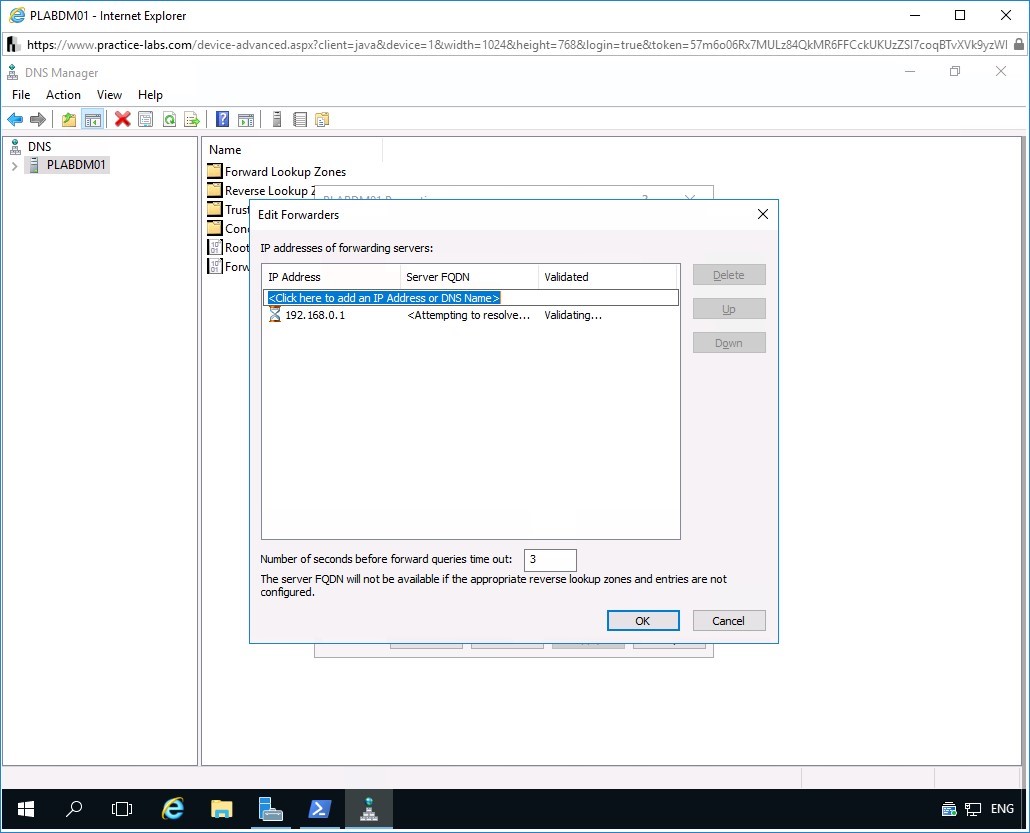 PLABDM01 - Internet Explorer
https://www.practice-labs.com/device-advanced.aspx?client=java&device=1&width=1024&height=768&login=true&token=57m6o06Rx7MULz84QkMR6FFCckUKUzZSI7coqBTvXVk9yzWl
DNS Manager
File Action View Help
DNS
PLABDM01
Name
Forward Lookup Zones
Reverse Lookup Z
Trust
Con
Root
Forw
Edit Forwarders
IP addresses of forwarding servers:
IP Address Server FQDN Validated
<Click here to add an IP Address or DNS Name>
192.168.0.1 <Attempting to resolve... Validating...
Delete
Up
Down
Number of seconds before forward queries time out: 3
The server FQDN will not be available if the appropriate reverse lookup zones and entries are not
configured.
OK Cancel
ENG